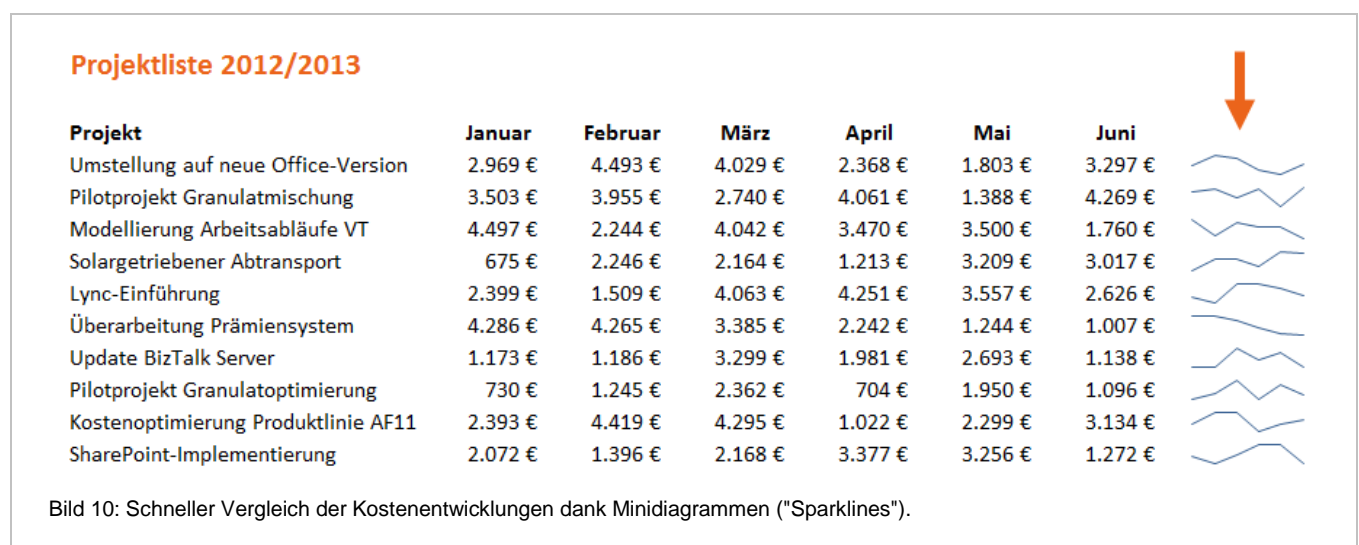 Projektliste 2012/2013
Projekt Januar Februar März April Mai Juni
Umstellung auf neue Office-Version 2.969 € 4.493 € 4.029 € 2.368 € 1.803 € 3.297 €
Pilotprojekt Granulatmischung 3.503 € 3.955 € 2.740 € 4.061 € 1.388 € 4.269 €
Modellierung Arbeitsabläufe VT 4.497 € 2.244 € 4.042 € 3.470 € 3.500 € 1.760 €
Solargetriebener Abtransport 675 € 2.246 € 2.164 € 1.213 € 3.209 € 3.017 €
Lync-Einführung 2.399 € 1.509 € 4.063 € 4.251 € 3.557 € 2.626 €
Überarbeitung Prämiensystem 4.286 € 4.265 € 3.385 € 2.242 € 1.244 € 1.007 €
Update BizTalk Server 1.173 € 1.186 € 3.299 € 1.981 € 2.693 € 1.138 €
Pilotprojekt Granulatoptimierung 730 € 1.245 € 2.362 € 704 € 1.950 € 1.096 €
Kostenoptimierung Produktlinie AF11 2.393 € 4.419 € 4.295 € 1.022 € 2.299 € 3.134 €
SharePoint-Implementierung 2.072 € 1.396 € 2.168 € 3.377 € 3.256 € 1.272 €
Bild 10: Schneller Vergleich der Kostenentwicklungen dank Minidiagrammen ("Sparklines").